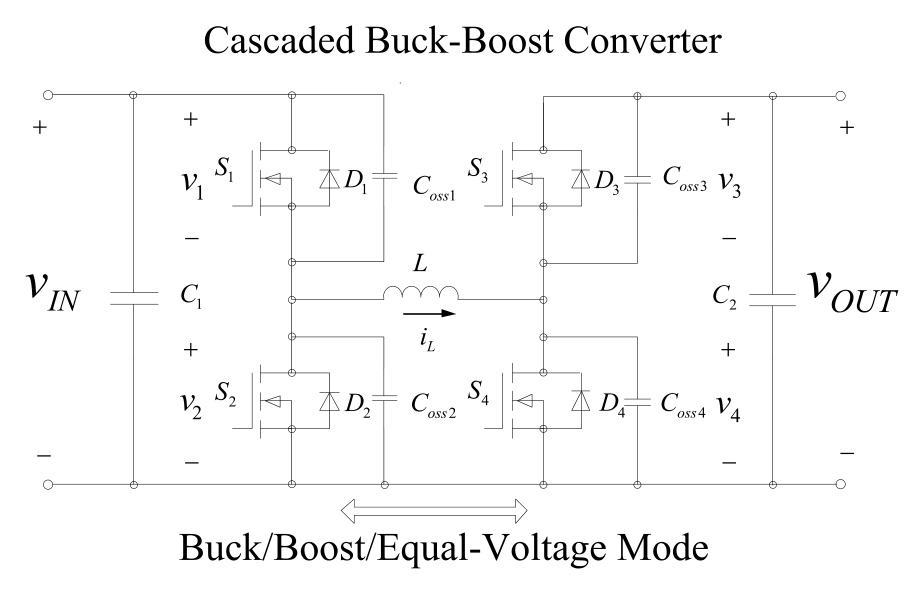 Cascaded Buck-Boost Converter
+ + + +
S1 D1 Coss1 S3 D3 Coss3
v1 v3
− −
vIN C1 L C2 vOUT
iL
+ +
S2 D2 Coss2 S4 D4 Coss4
v2 v4
− − − −
Buck/Boost/Equal-Voltage Mode